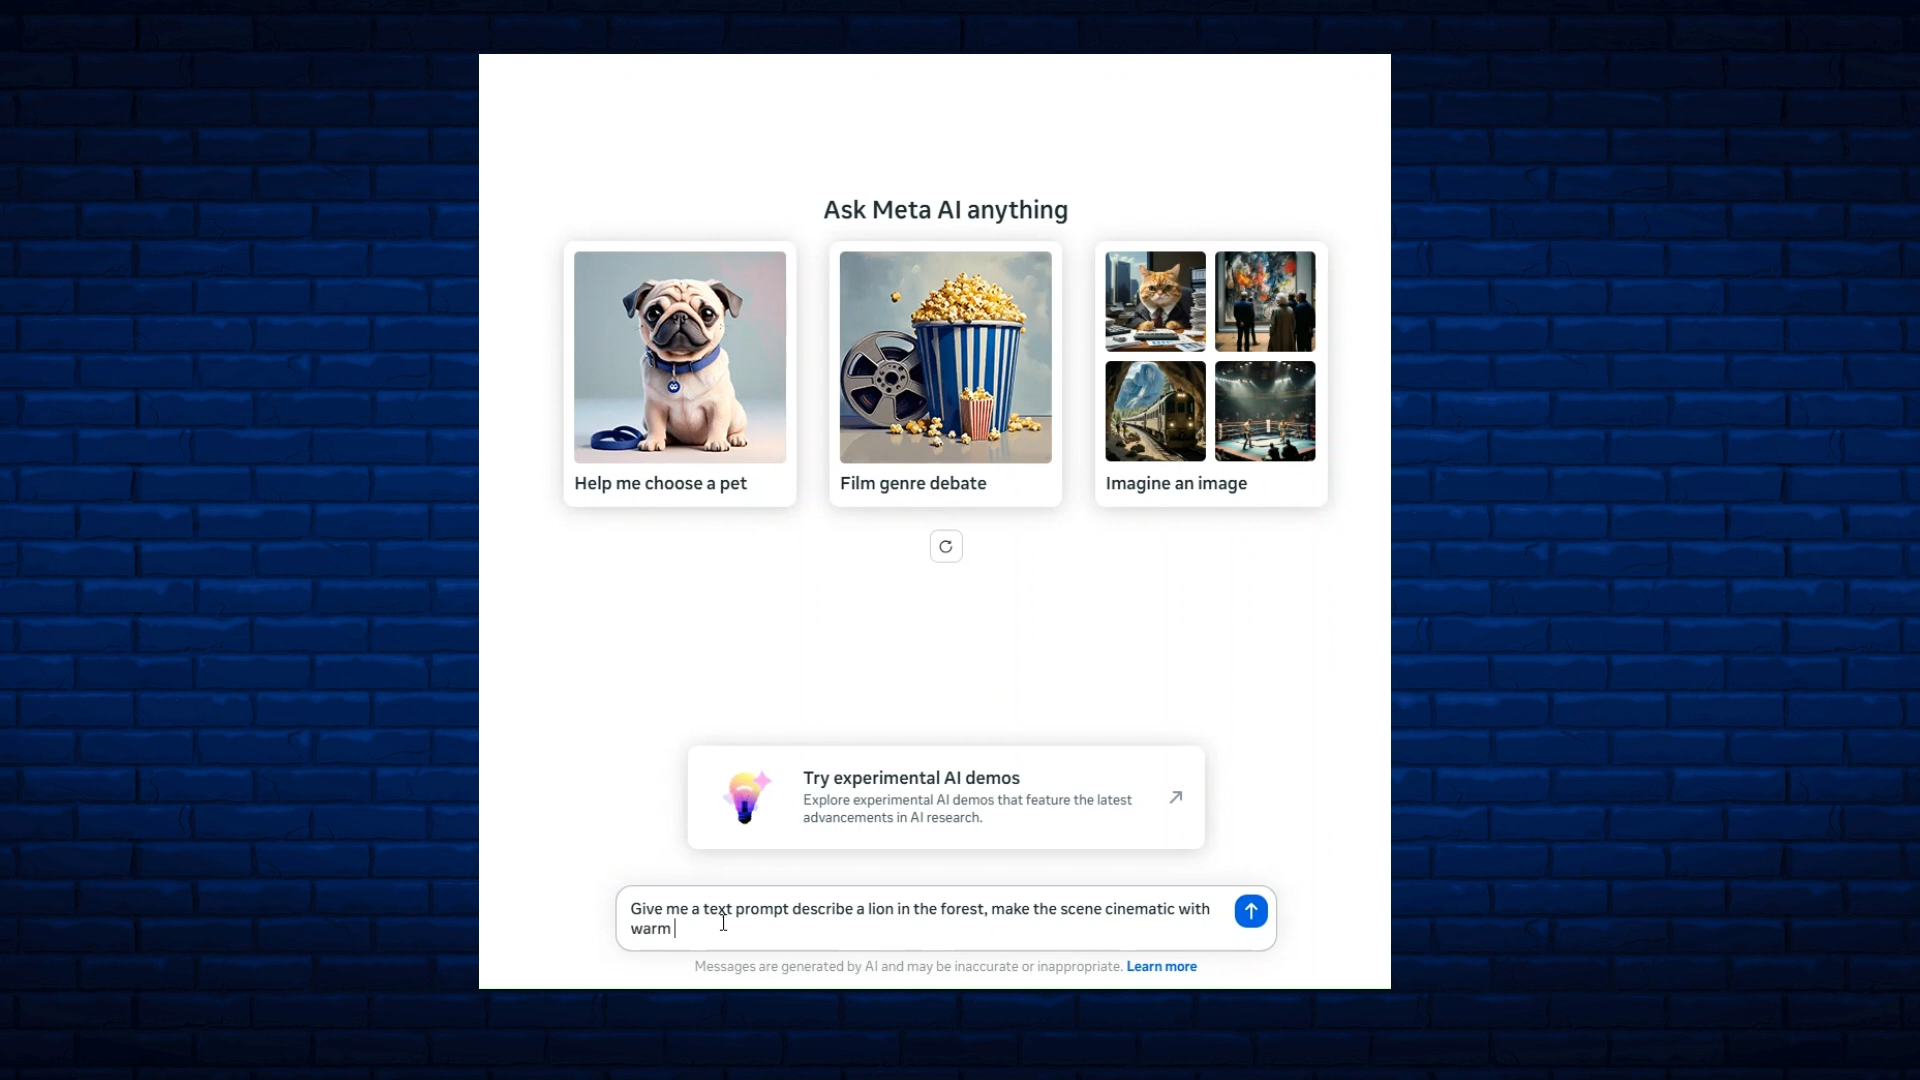 Ask Meta AI anything
Help me choose a pet
Film genre debate
Imagine an image
Try experimental AI demos
Explore experimental AI demos that feature the latest
advancements in AI research.
Give me a text prompt describe a lion in the forest, make the scene cinematic with
warm
Messages are generated by AI and may be inaccurate or inappropriate. Learn more